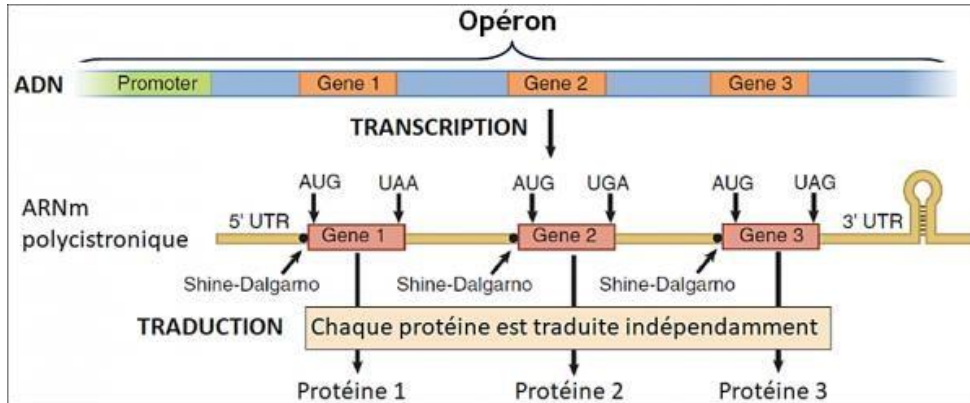 Opéron
ADN
Promoter
Gene 1
Gene 2
Gene 3
TRANSCRIPTION
AUG
UAA
AUG
UGA
AUG
UAG
ARNm
polycistronique
5' UTR
Gene 1
Gene 2
Gene 3
3' UTR
Shine-Dalgarno
Shine-Dalgarno
Shine-Dalgarno
TRADUCTION
Chaque protéine est traduite indépendamment
Protéine 1
Protéine 2
Protéine 3